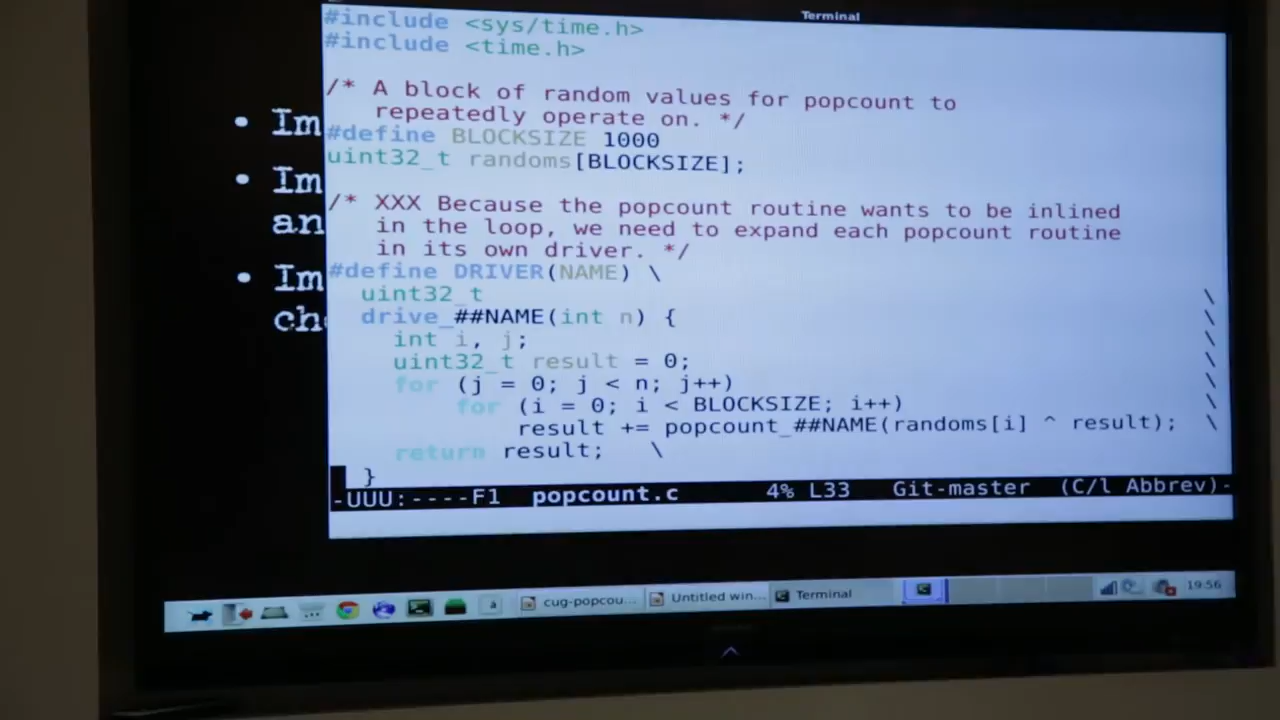 Terminal
#include <sys/time.h>
#include <time.h>
/* A block of random values for popcount to
repeatedly operate on. */
#define BLOCKSIZE 1000
uint32_t randoms[BLOCKSIZE];
/* XXX Because the popcount routine wants to be inlined
in the loop, we need to expand each popcount routine
in its own driver. */
#define DRIVER(NAME) \
uint32_t \
drive_##NAME(int n) { \
int i, j; \
uint32_t result = 0; \
for (j = 0; j < n; j++) \
for (i = 0; i < BLOCKSIZE; i++) \
result += popcount_##NAME(randoms[i] ^ result); \
return result; \
}
-UUU:----F1 popcount.c 4% L33 Git-master (C/l Abbrev)-
• Im
• Im
an
• Im
ch
cug-popcou...
Untitled win...
Terminal
19:56